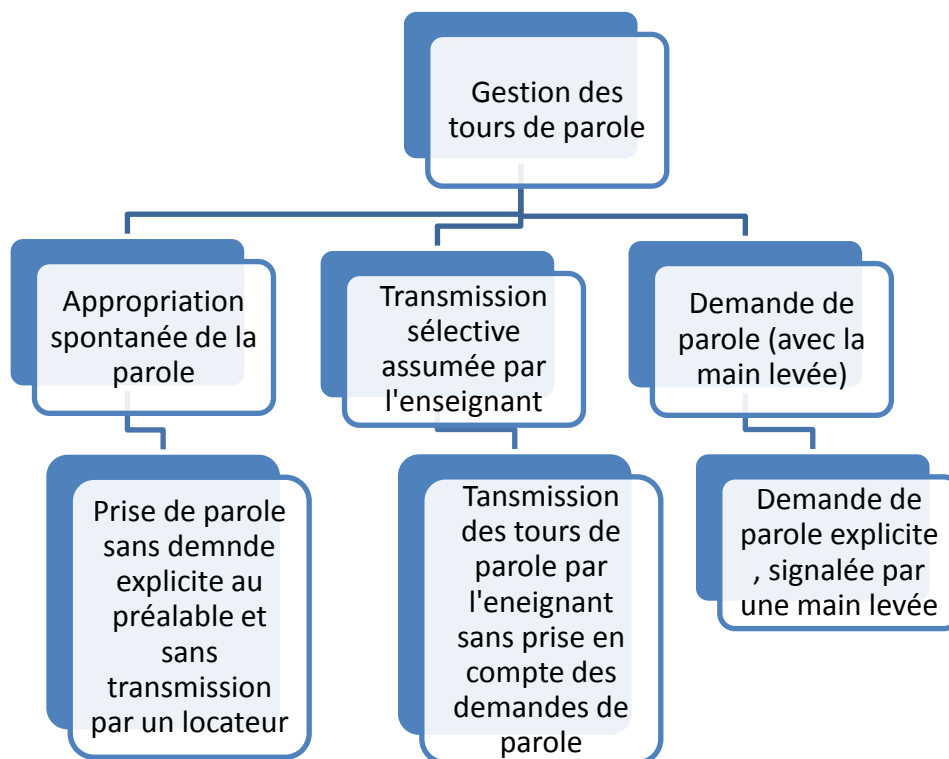 Gestion des
tours de parole
Appropriation
spontanée de la
parole
Transmission
sélective
assumée par
l'enseignant
Demande de
parole (avec la
main levée)
Prise de parole
sans demnde
explicite au
préalable et
sans
transmission
par un locateur
Tansmission
des tours de
parole par
l'eneignant
sans prise en
compte des
demandes de
parole
Demande de
parole explicite
, signalée par
une main levée